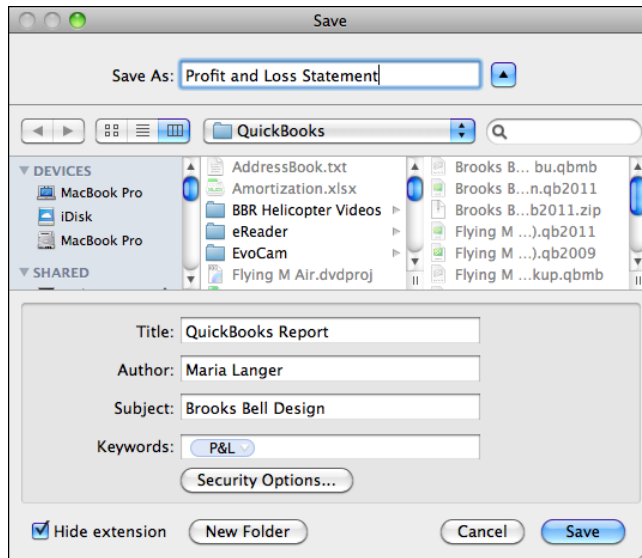 Save
Save As: Profit and Loss Statement
QuickBooks
DEVICES
MacBook Pro
iDisk
MacBook Pro
SHARED
AddressBook.txt
Amortization.xlsx
BBR Helicopter Videos
eReader
EvoCam
Flying M Air.dvdproj
Brooks B... bu.qbmb
Brooks B...n.qb2011
Brooks B...b2011.zip
Flying M ...).qb2011
Flying M ...).qb2009
Flying M ...kup.qbmb
Title: QuickBooks Report
Author: Maria Langer
Subject: Brooks Bell Design
Keywords: P&L
Security Options...
Hide extension New Folder Cancel Save